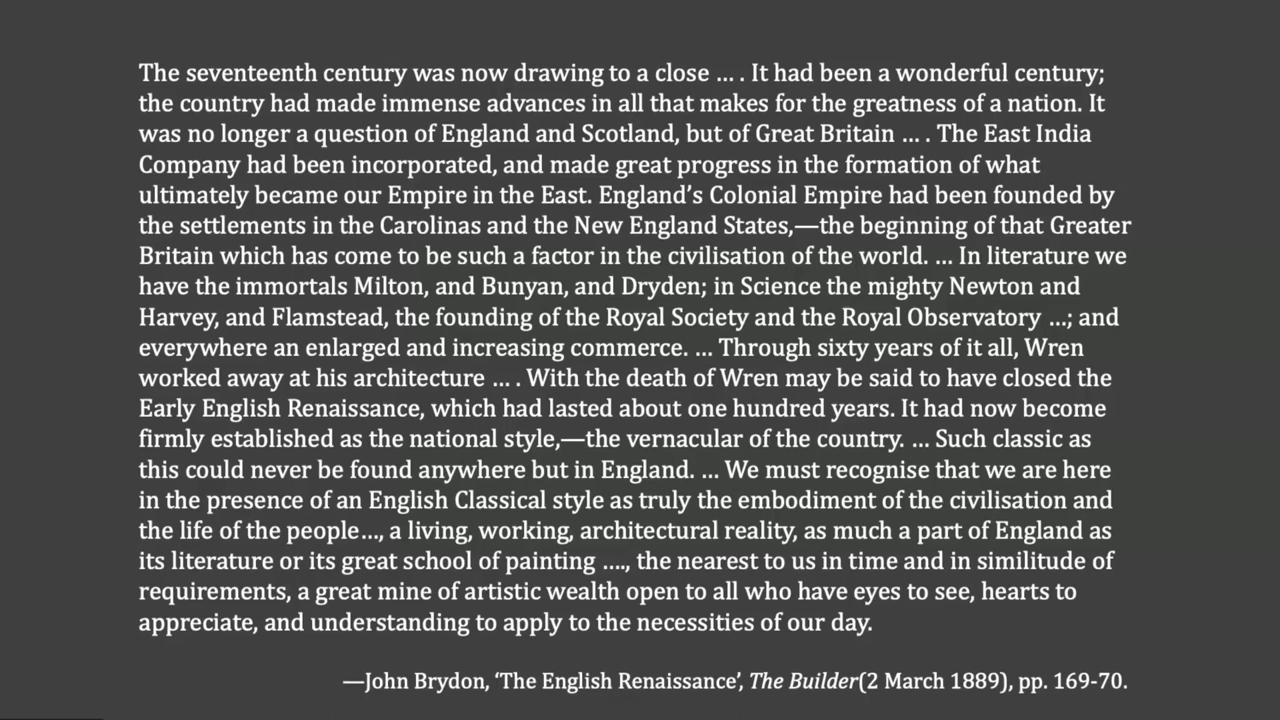 The seventeenth century was now drawing to a close ... . It had been a wonderful century;
the country had made immense advances in all that makes for the greatness of a nation. It
was no longer a question of England and Scotland, but of Great Britain ... . The East India
Company had been incorporated, and made great progress in the formation of what
ultimately became our Empire in the East. England’s Colonial Empire had been founded by
the settlements in the Carolinas and the New England States,—the beginning of that Greater
Britain which has come to be such a factor in the civilisation of the world. ... In literature we
have the immortals Milton, and Bunyan, and Dryden; in Science the mighty Newton and
Harvey, and Flamstead, the founding of the Royal Society and the Royal Observatory ...; and
everywhere an enlarged and increasing commerce. ... Through sixty years of it all, Wren
worked away at his architecture ... . With the death of Wren may be said to have closed the
Early English Renaissance, which had lasted about one hundred years. It had now become
firmly established as the national style,—the vernacular of the country. ... Such classic as
this could never be found anywhere but in England. ... We must recognise that we are here
in the presence of an English Classical style as truly the embodiment of the civilisation and
the life of the people..., a living, working, architectural reality, as much a part of England as
its literature or its great school of painting ...., the nearest to us in time and in similitude of
requirements, a great mine of artistic wealth open to all who have eyes to see, hearts to
appreciate, and understanding to apply to the necessities of our day.
—John Brydon, ‘The English Renaissance’, The Builder(2 March 1889), pp. 169-70.